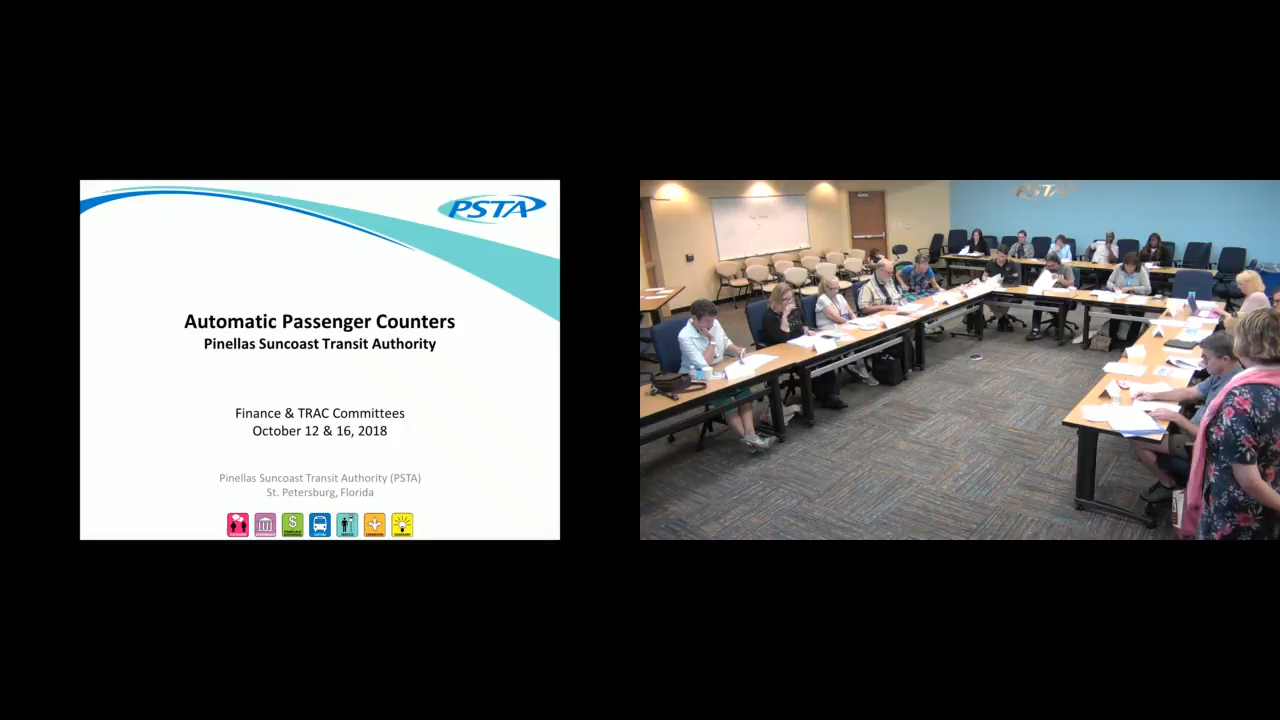 PSTA
Automatic Passenger Counters
Pinellas Suncoast Transit Authority
Finance & TRAC Committees
October 12 & 16, 2018
Pinellas Suncoast Transit Authority (PSTA)
St. Petersburg, Florida
PSTA